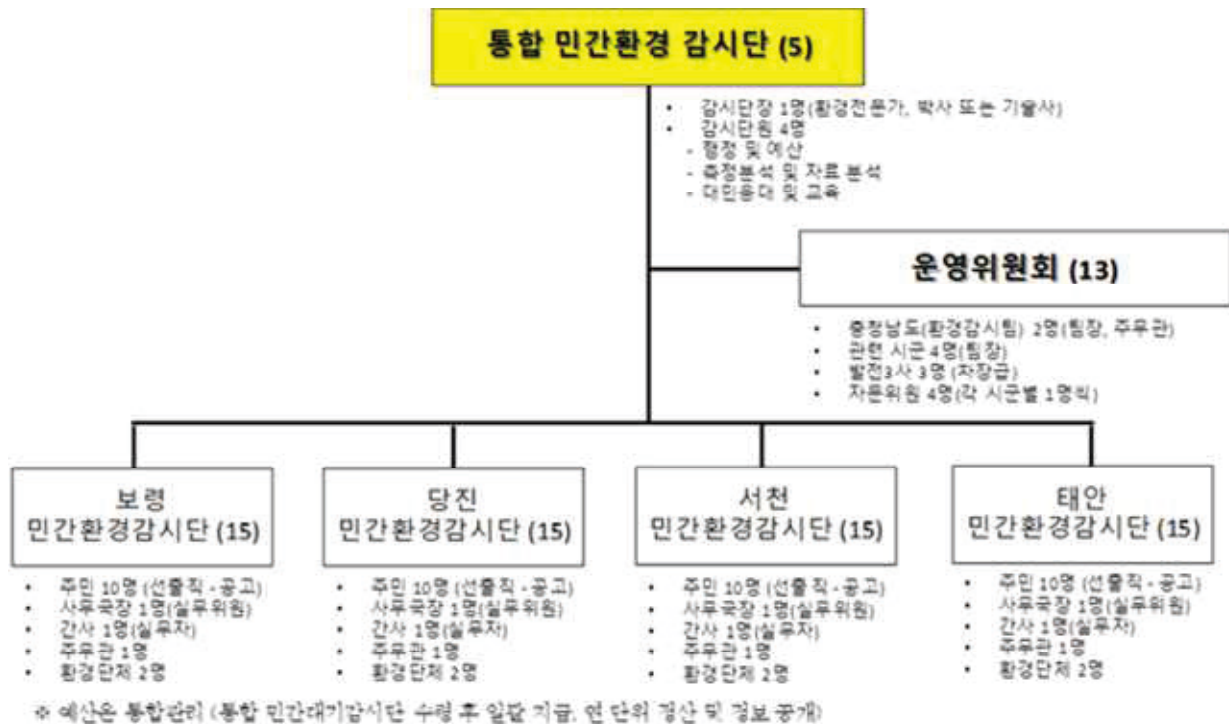 통합 민간환경 감시단 (5)
• 감시단장 1명(환경전문가, 박사 또는 기술사)
• 감시단원 4명
- 행정 및 예산
- 측정분석 및 자료 분석
- 대민응대 및 교육
운영위원회 (13)
• 충청남도(환경감시팀) 2명(팀장, 주무관)
• 관련 시군 4명(팀장)
• 발전3사 3명 (차장급)
• 자문위원 4명(각 시군별 1명씩)
보령
민간환경감시단 (15)
• 주민 10명 (선출직 - 공고)
• 사무국장 1명(실무위원)
• 간사 1명(실무자)
• 주무관 1명
• 환경단체 2명
당진
민간환경감시단 (15)
• 주민 10명 (선출직 - 공고)
• 사무국장 1명(실무위원)
• 간사 1명(실무자)
• 주무관 1명
• 환경단체 2명
서천
민간환경감시단 (15)
• 주민 10명 (선출직 - 공고)
• 사무국장 1명(실무위원)
• 간사 1명(실무자)
• 주무관 1명
• 환경단체 2명
태안
민간환경감시단 (15)
• 주민 10명 (선출직 - 공고)
• 사무국장 1명(실무위원)
• 간사 1명(실무자)
• 주무관 1명
• 환경단체 2명
※ 예산은 통합관리 (통합 민간대기감시단 수령 후 일괄 지급, 연 단위 정산 및 정보 공개)